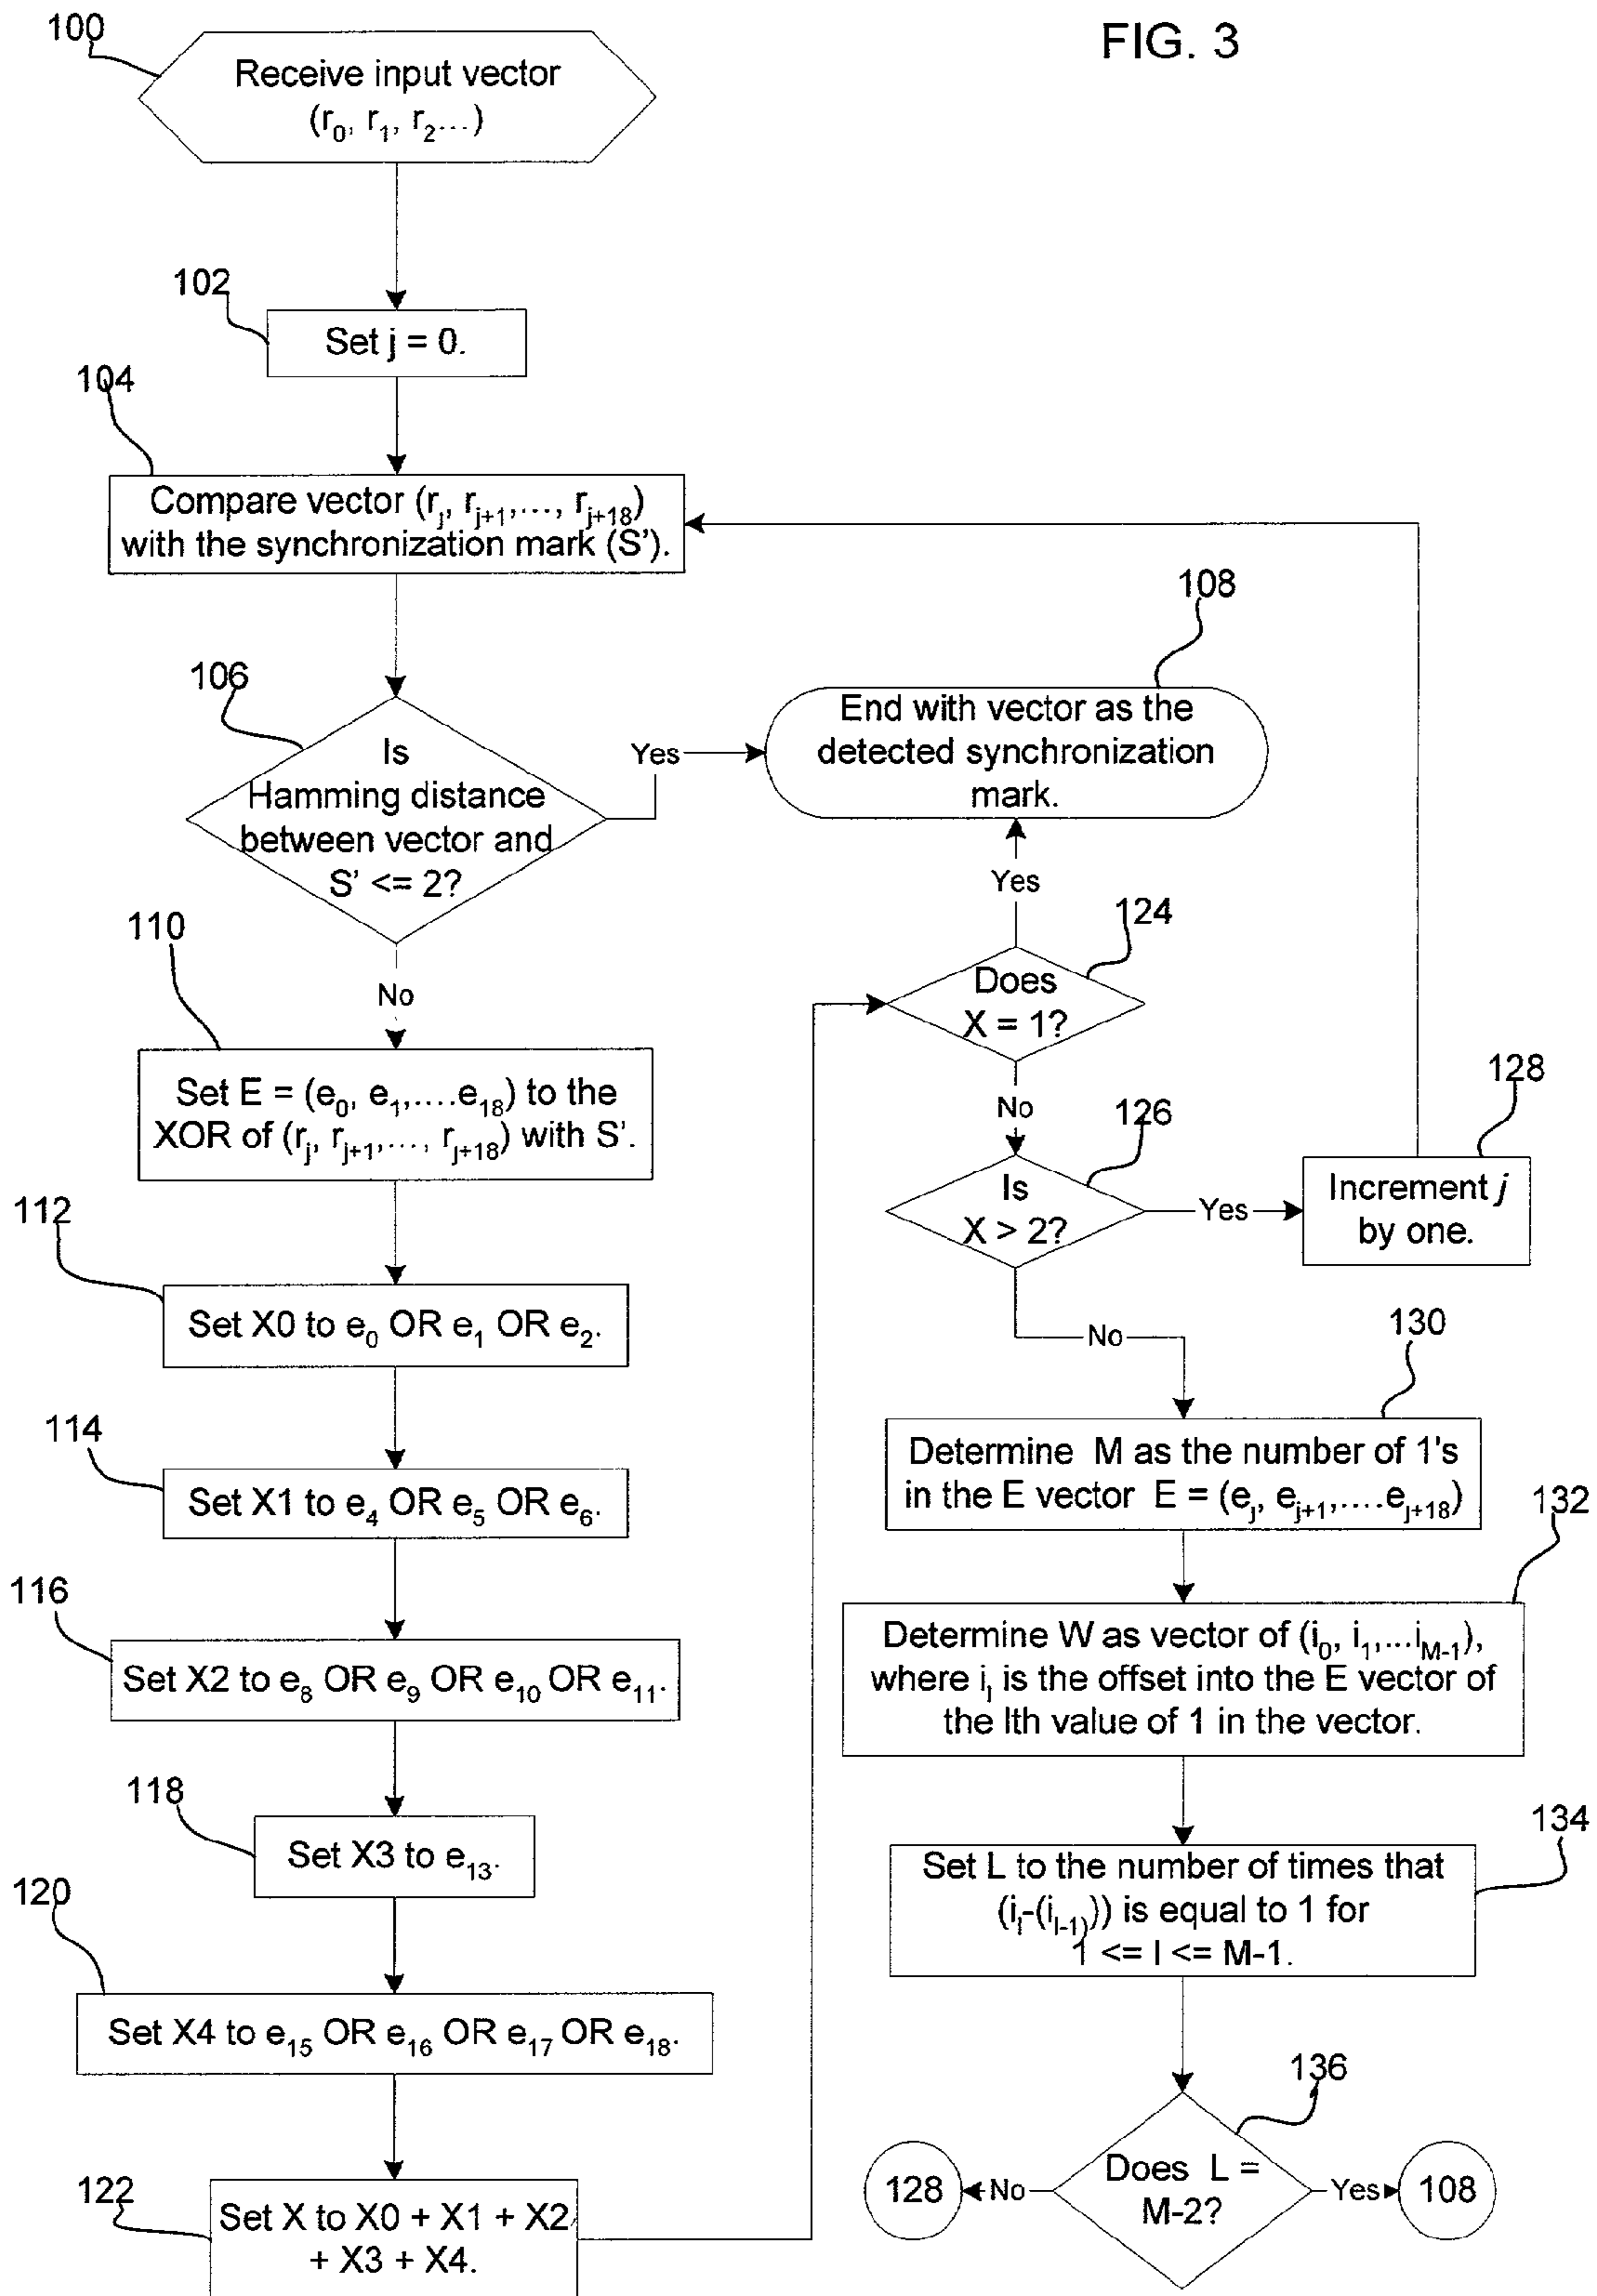 FIG. 3
100
Receive input vector
(r₀, r₁, r₂...)
102
Set j = 0.
104
Compare vector (rⱼ, rⱼ₊₁,..., rⱼ₊₁₈)
with the synchronization mark (S').
106
Is
Hamming distance
between vector and
S' <= 2?
Yes
108
End with vector as the
detected synchronization
mark.
No
110
Set E = (e₀, e₁,....e₁₈) to the
XOR of (rⱼ, rⱼ₊₁,..., rⱼ₊₁₈) with S'.
112
Set X0 to e₀ OR e₁ OR e₂.
114
Set X1 to e₄ OR e₅ OR e₆.
116
Set X2 to e₈ OR e₉ OR e₁₀ OR e₁₁.
118
Set X3 to e₁₃.
120
Set X4 to e₁₅ OR e₁₆ OR e₁₇ OR e₁₈.
122
Set X to X0 + X1 + X2
+ X3 + X4.
124
Does
X = 1?
Yes
No
126
Is
X > 2?
Yes
128
Increment j
by one.
No
130
Determine M as the number of 1's
in the E vector E = (eⱼ, eⱼ₊₁,....eⱼ₊₁₈)
132
Determine W as vector of (i₀, i₁,...i_M-1),
where i_l is the offset into the E vector of
the lth value of 1 in the vector.
134
Set L to the number of times that
(i_l-(i_l-1)) is equal to 1 for
1 <= l <= M-1.
136
Does L =
M-2?
No
128
Yes
108